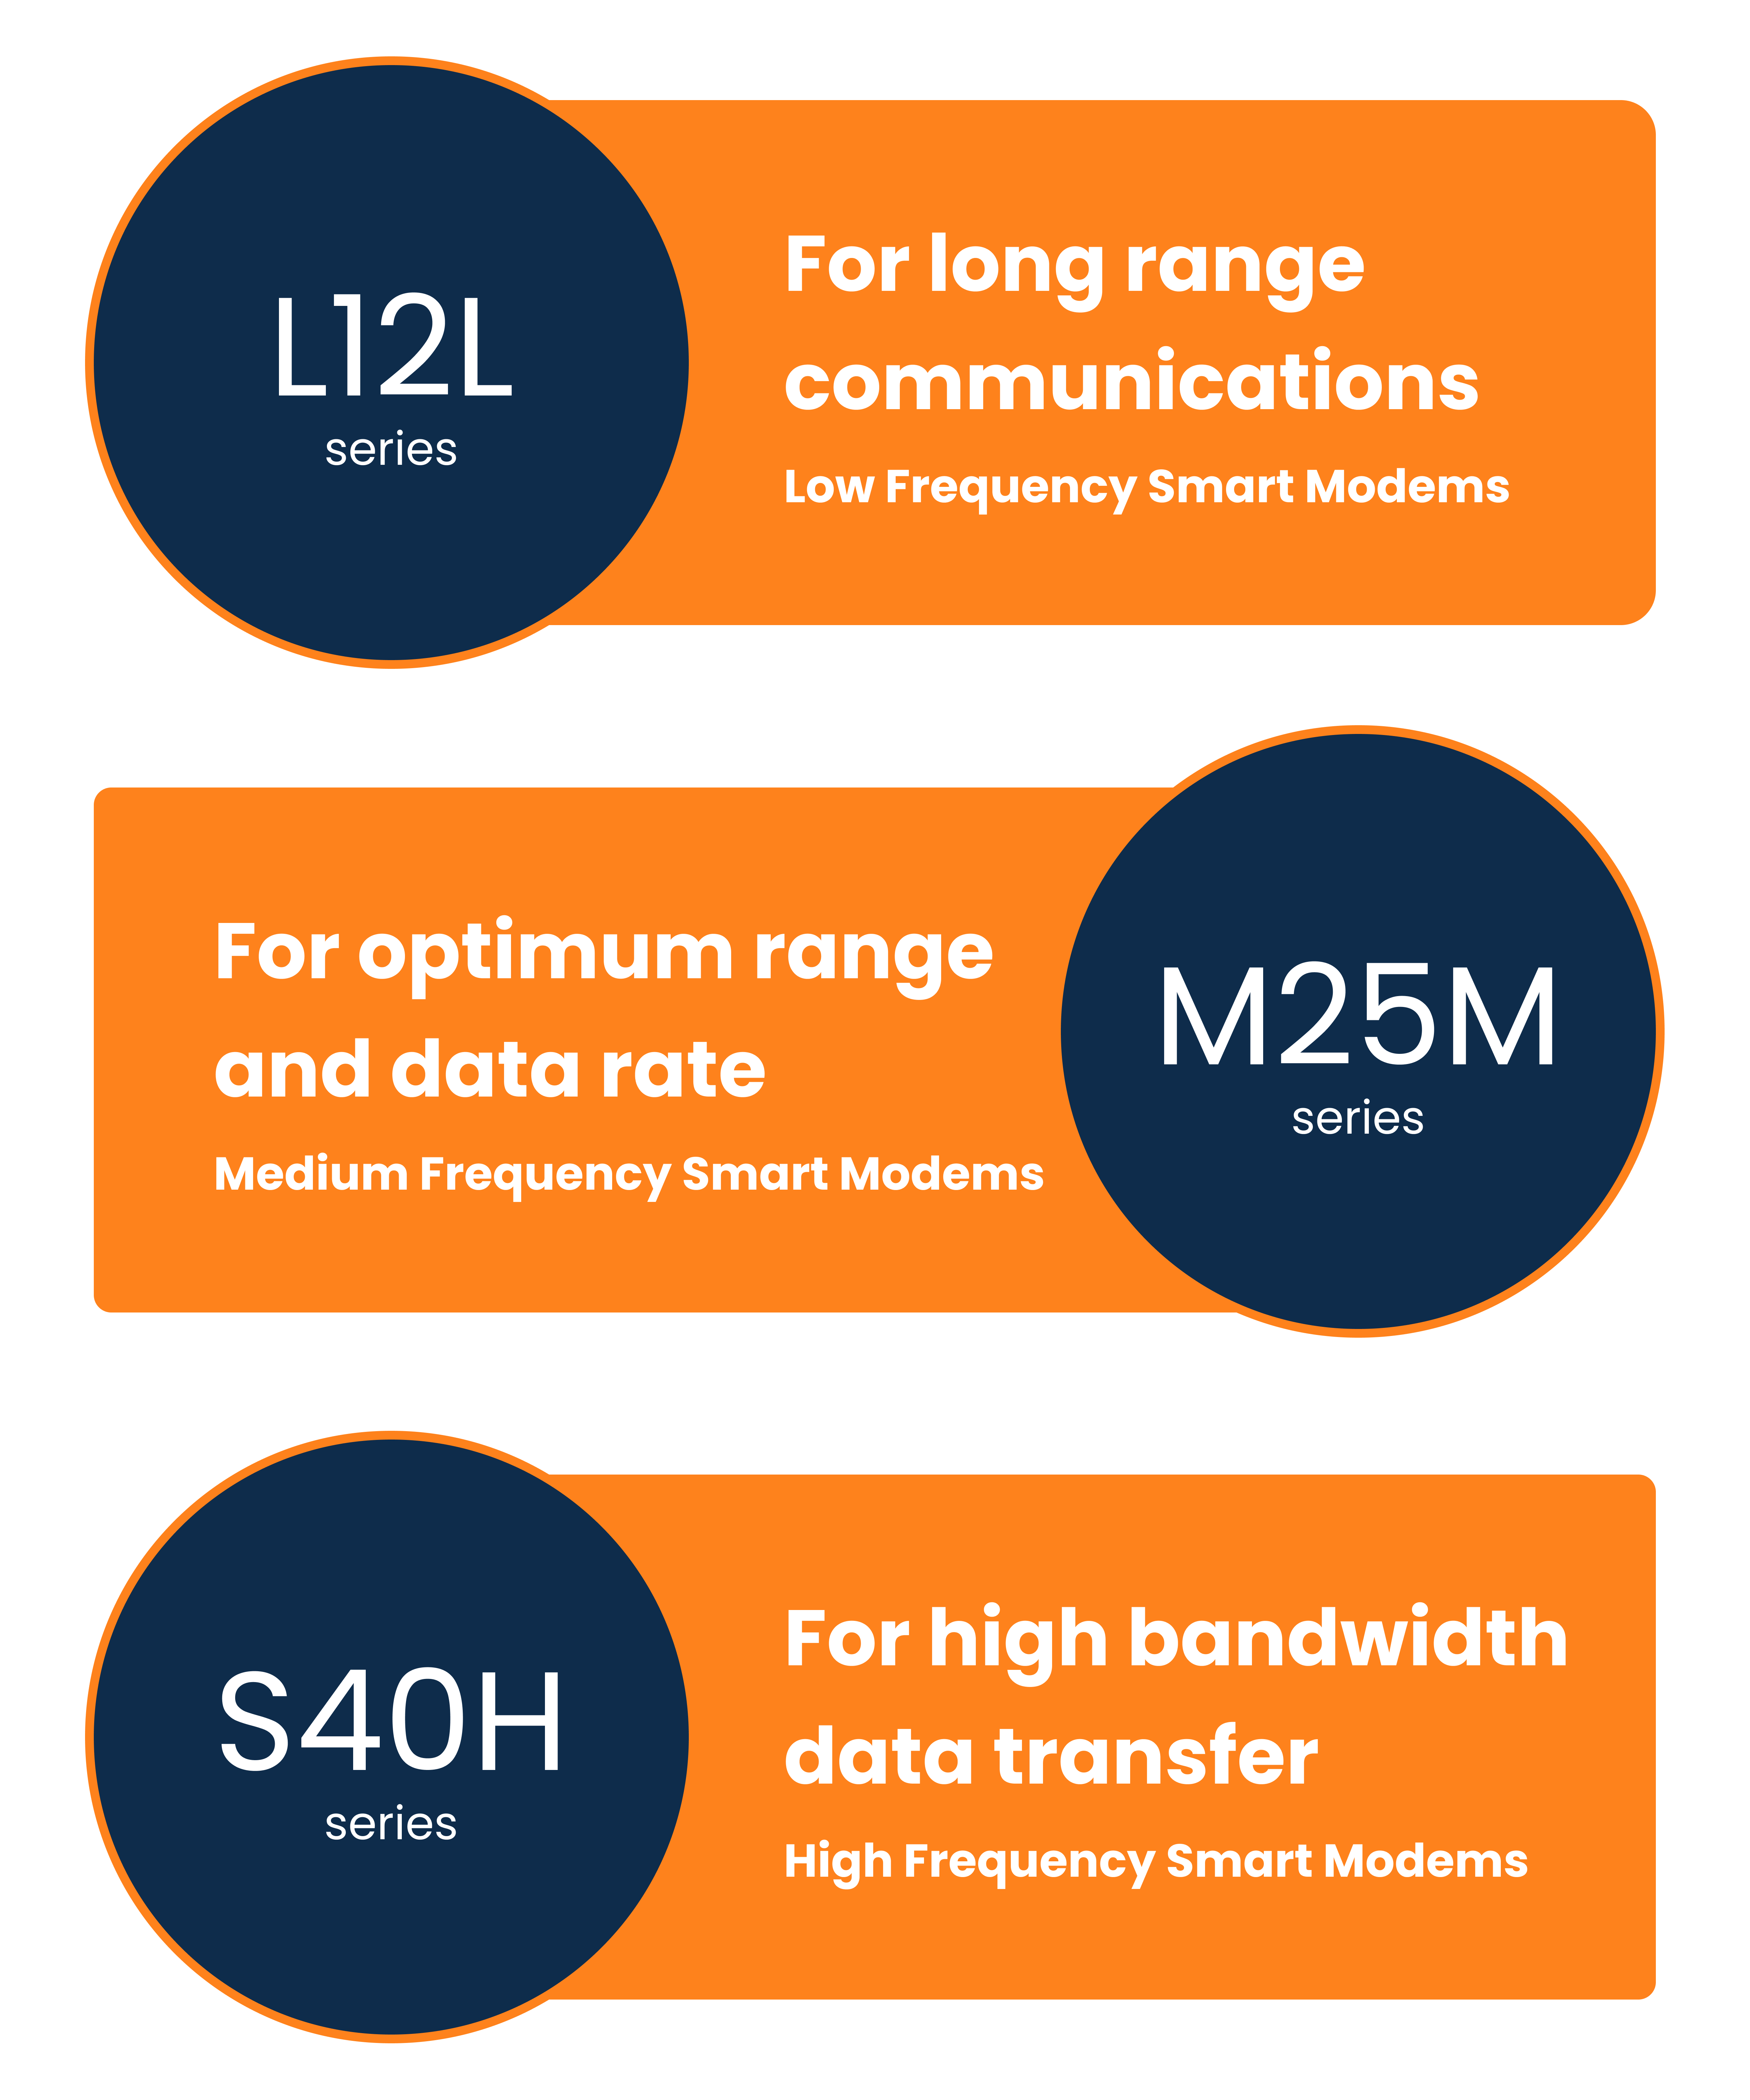 L12L
series
For long range
communications
Low Frequency Smart Modems
For optimum range
and data rate
Medium Frequency Smart Modems
M25M
series
S40H
series
For high bandwidth
data transfer
High Frequency Smart Modems